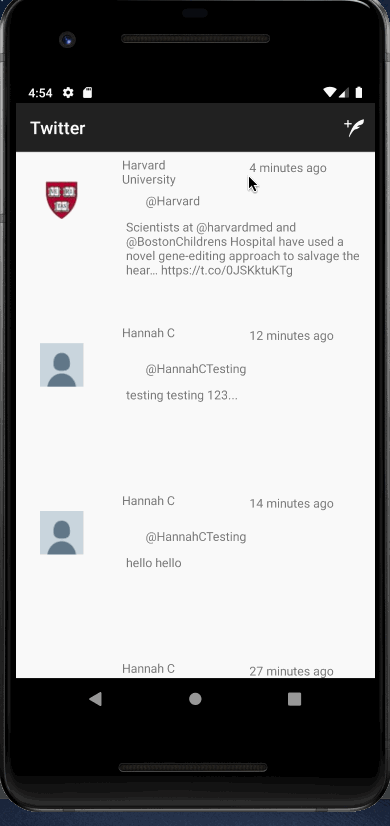 4:54
Twitter
Harvard University
4 minutes ago
@Harvard
Scientists at @harvardmed and
@BostonChildrens Hospital have used a
novel gene-editing approach to salvage the
hear… https://t.co/0JSKktuKTg
Hannah C
12 minutes ago
@HannahCTesting
testing testing 123...
Hannah C
14 minutes ago
@HannahCTesting
hello hello
Hannah C
27 minutes ago